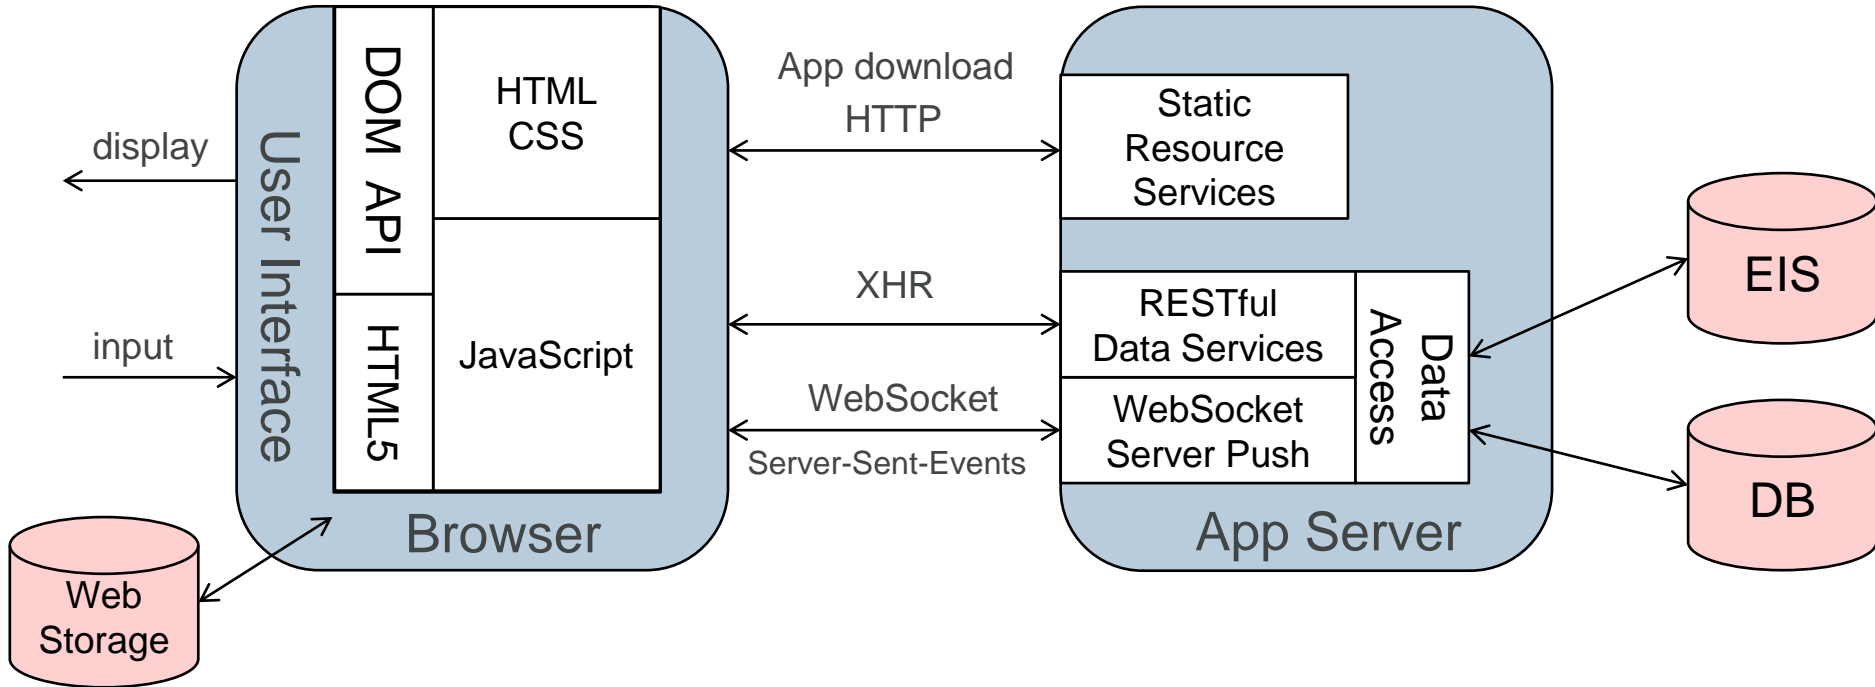 display
input
User Interface
DOM API
HTML5
HTML
CSS
JavaScript
Browser
Web
Storage
App download
HTTP
XHR
WebSocket
Server-Sent-Events
Static
Resource
Services
RESTful
Data Services
WebSocket
Server Push
Data
Access
App Server
EIS
DB